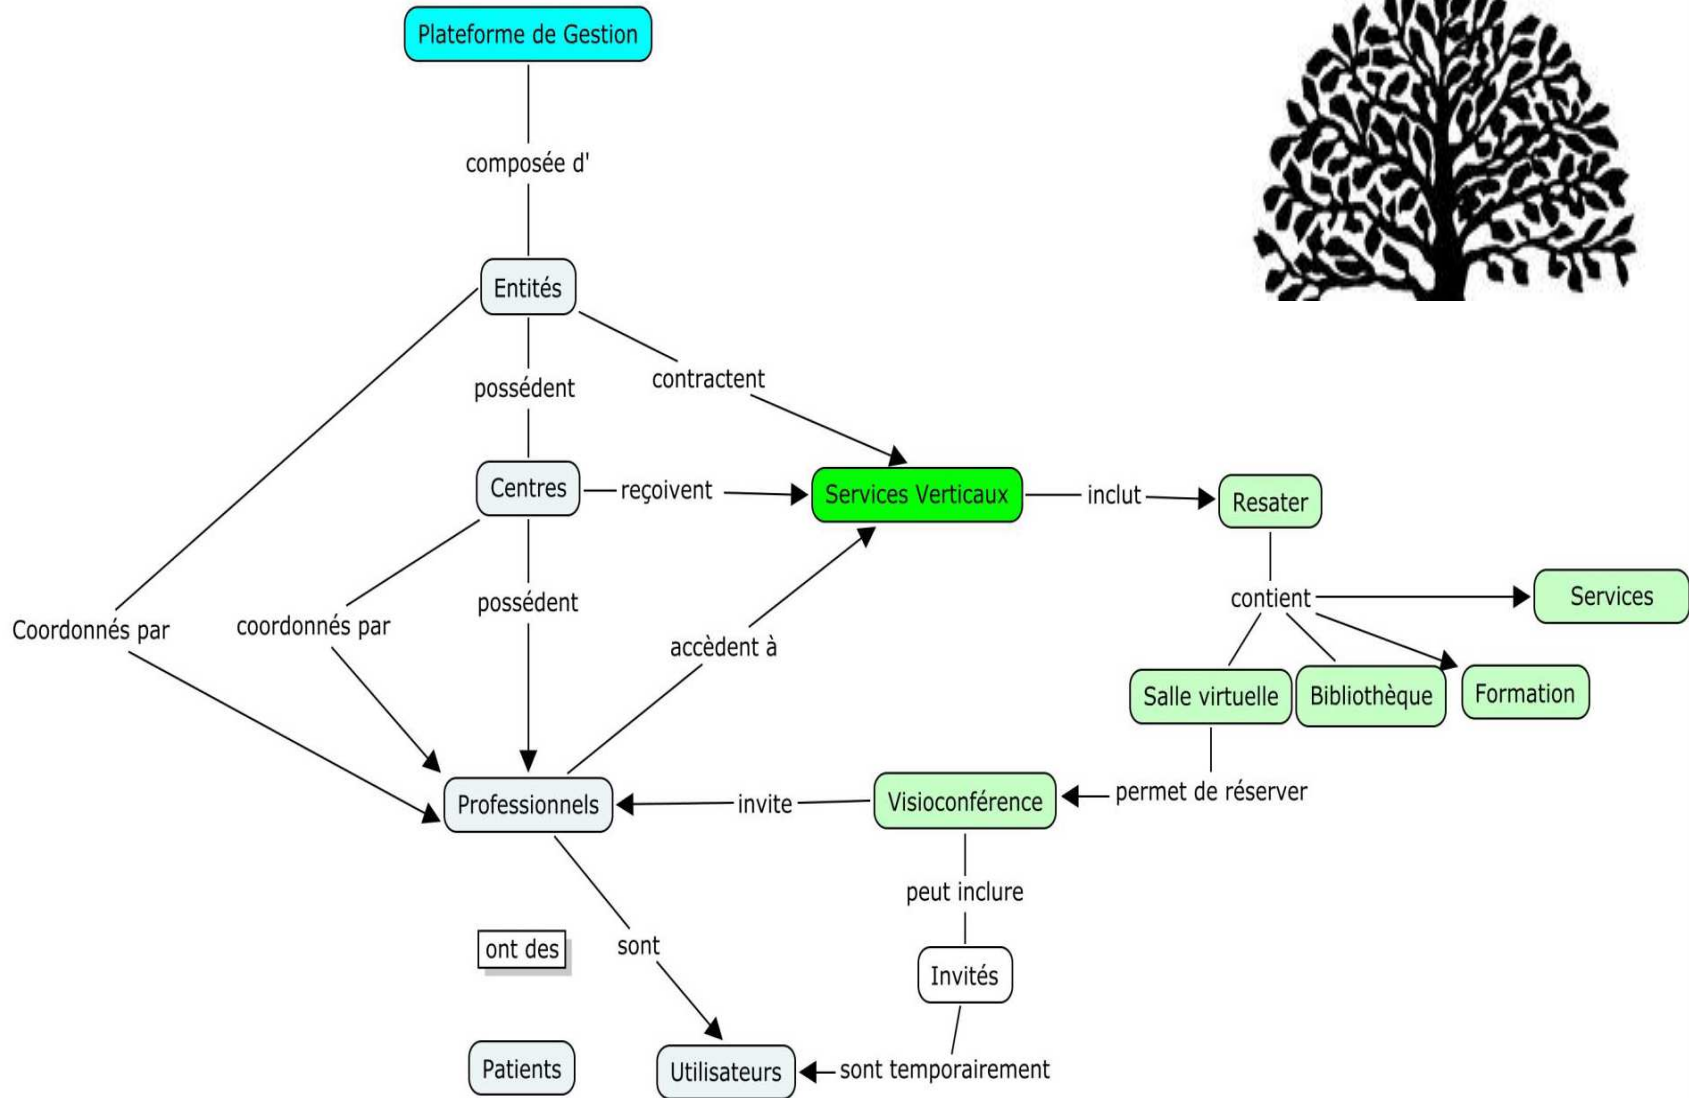 Plateforme de Gestion
composée d'
Entités
possédent
contractent
Centres
reçoivent
Services Verticaux
inclut
Resater
contient
Services
Coordonnés par
coordonnés par
possédent
accèdent à
Salle virtuelle
Bibliothèque
Formation
Professionnels
invite
Visioconférence
permet de réserver
peut inclure
ont des
sont
Invités
Patients
Utilisateurs
sont temporairement